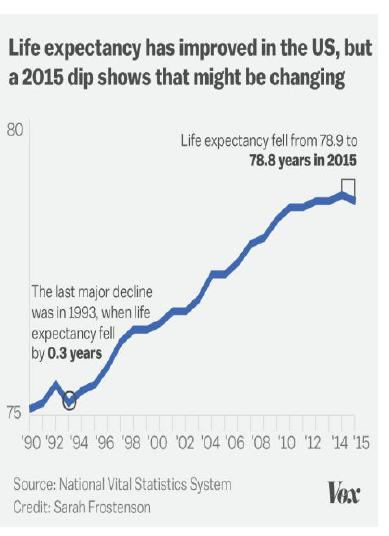 Life expectancy has improved in the US, but
a 2015 dip shows that might be changing
80
Life expectancy fell from 78.9 to
78.8 years in 2015
The last major decline
was in 1993, when life
expectancy fell
by 0.3 years
75
'90 '92 '94 '96 '98 '00 '02 '04 '06 '08 '10 '12 '14 '15
Source: National Vital Statistics System
Credit: Sarah Frostenson
Vox